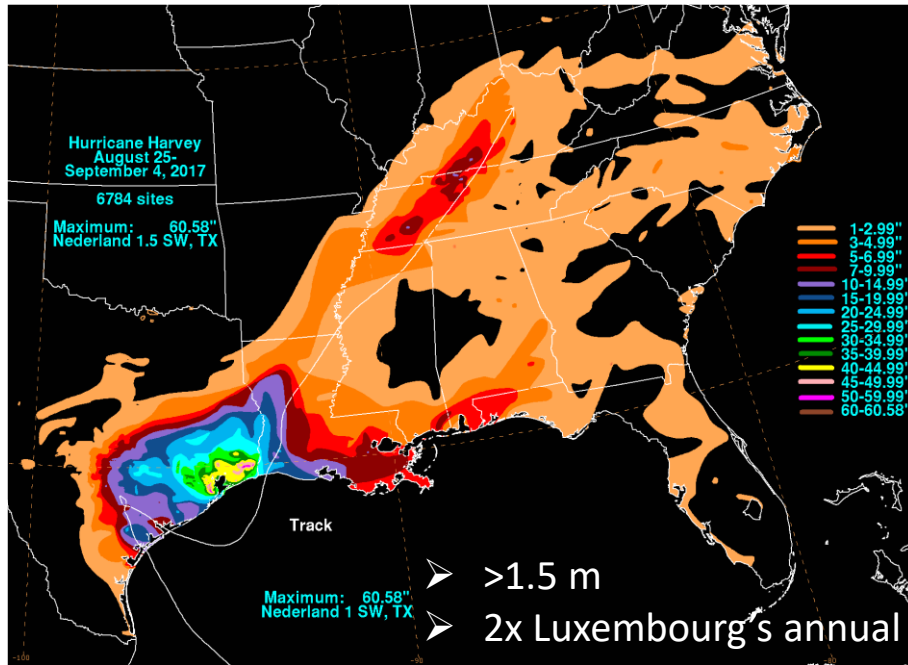 Hurricane Harvey
August 25-
September 4, 2017
6784 sites
Maximum: 60.58"
Nederland 1.5 SW, TX
1-2.99"
3-4.99"
5-6.99"
7-9.99"
10-14.99"
15-19.99"
20-24.99"
25-29.99"
30-34.99"
35-39.99"
40-44.99"
45-49.99"
50-59.99"
60-60.58"
Track
Maximum: 60.58"
Nederland 1 SW, TX
➤ >1.5 m
➤ 2x Luxembourg´s annual
-100
-90
-80